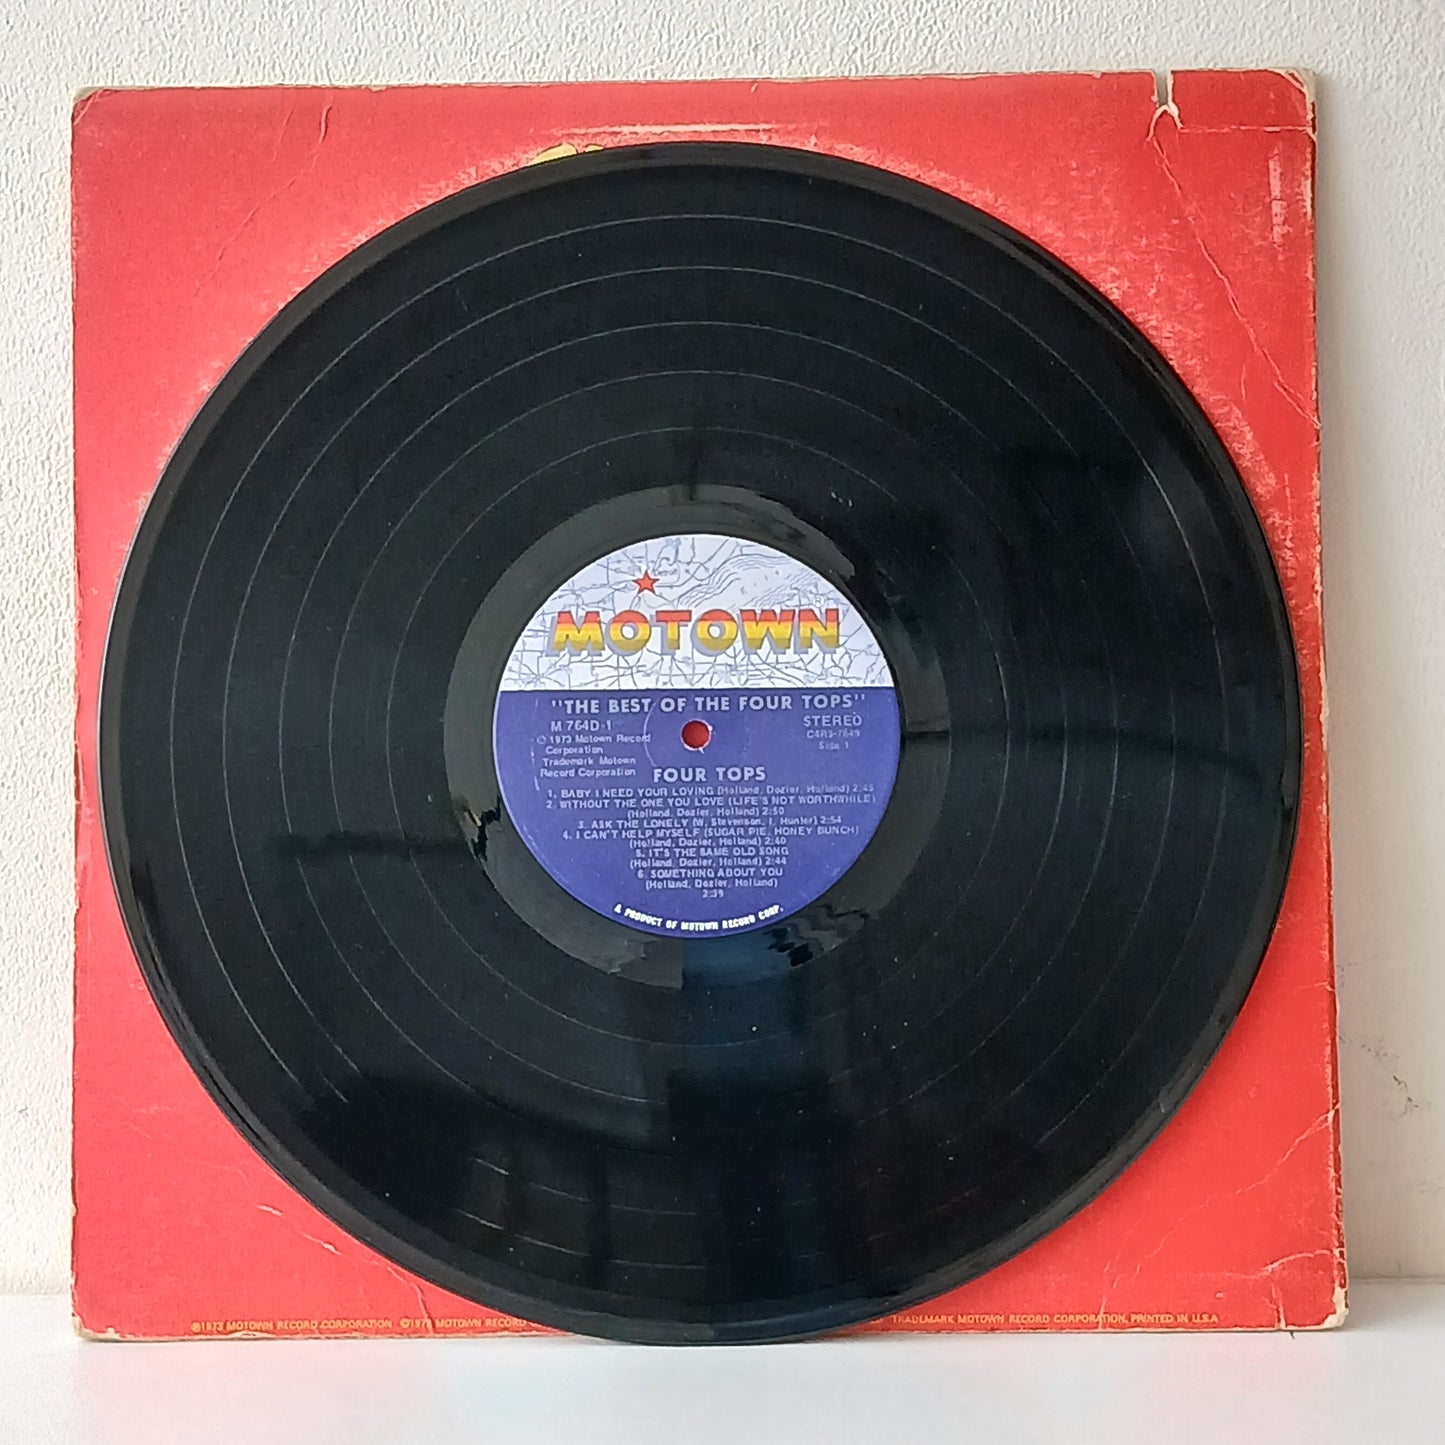 MOTOWN
"THE BEST OF THE FOUR TOPS"
M 764D-1
STEREO
℗ 1973 Motown Record
Corporation
Trademark Motown
Record Corporation
Side 1
FOUR TOPS
1. BABY I NEED YOUR LOVING (Holland, Dozier, Holland) 2:45
2. WITHOUT THE ONE YOU LOVE (LIFE'S NOT WORTHWHILE)
(Holland, Dozier, Holland) 2:50
3. ASK THE LONELY (W. Stevenson, I. Hunter) 2:54
4. I CAN'T HELP MYSELF (SUGAR PIE, HONEY BUNCH)
(Holland, Dozier, Holland) 2:40
5. IT'S THE SAME OLD SONG
(Holland, Dozier, Holland) 2:44
6. SOMETHING ABOUT YOU
(Holland, Dozier, Holland)
2:39
A PRODUCT OF MOTOWN RECORD CORP.
©1973 MOTOWN RECORD CORPORATION ℗1973 MOTOWN RECORD TRADEMARK MOTOWN RECORD CORPORATION, PRINTED IN U.S.A